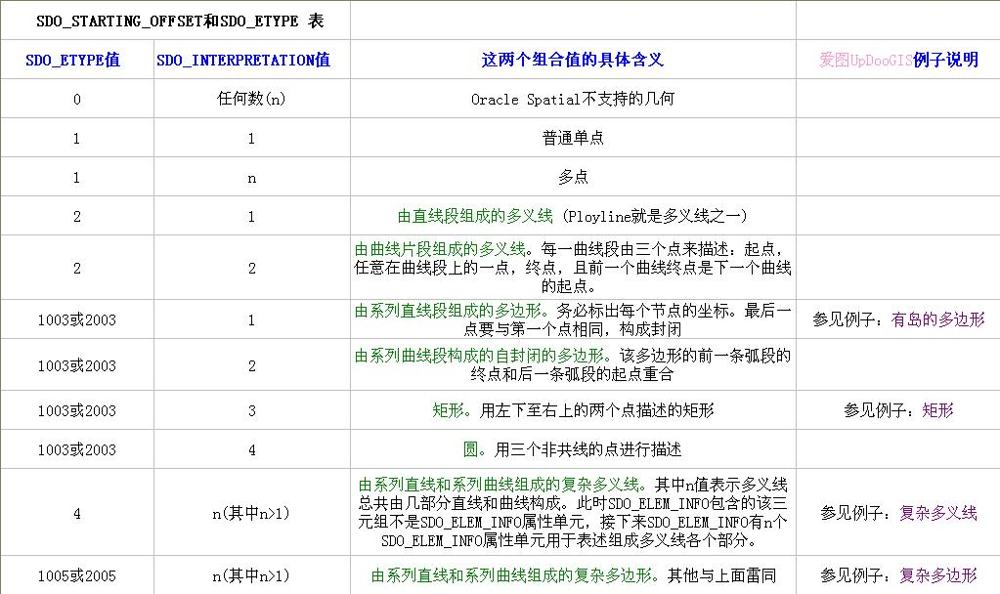 SDO_STARTING_OFFSET和SDO_ETYPE 表
SDO_ETYPE值 SDO_INTERPRETATION值 这两个组合值的具体含义 爱图UpDooGIS例子说明
0 任何数(n) Oracle Spatial不支持的几何
1 1 普通单点
1 n 多点
2 1 由直线段组成的多义线 (Ployline就是多义线之一)
2 2 由曲线片段组成的多义线。每一曲线段由三个点来描述：起点，
任意在曲线段上的一点，终点，且前一个曲线终点是下一个曲线
的起点。
1003或2003 1 由系列直线段组成的多边形。务必标出每个节点的坐标。最后一
点要与第一个点相同，构成封闭 参见例子：有岛的多边形
1003或2003 2 由系列曲线段构成的自封闭的多边形。该多边形的前一条弧段的
终点和后一条弧段的起点重合
1003或2003 3 矩形。用左下至右上的两个点描述的矩形 参见例子：矩形
1003或2003 4 圆。用三个非共线的点进行描述
4 n(其中n>1) 由系列直线和系列曲线组成的复杂多义线。其中n值表示多义线
总共由几部分直线和曲线构成。此时SDO_ELEM_INFO包含的该三
元组不是SDO_ELEM_INFO属性单元，接下来SDO_ELEM_INFO有n个
SDO_ELEM_INFO属性单元用于表述组成多义线各个部分。 参见例子：复杂多义线
1005或2005 n(其中n>1) 由系列直线和系列曲线组成的复杂多边形。其他与上面雷同 参见例子：复杂多边形